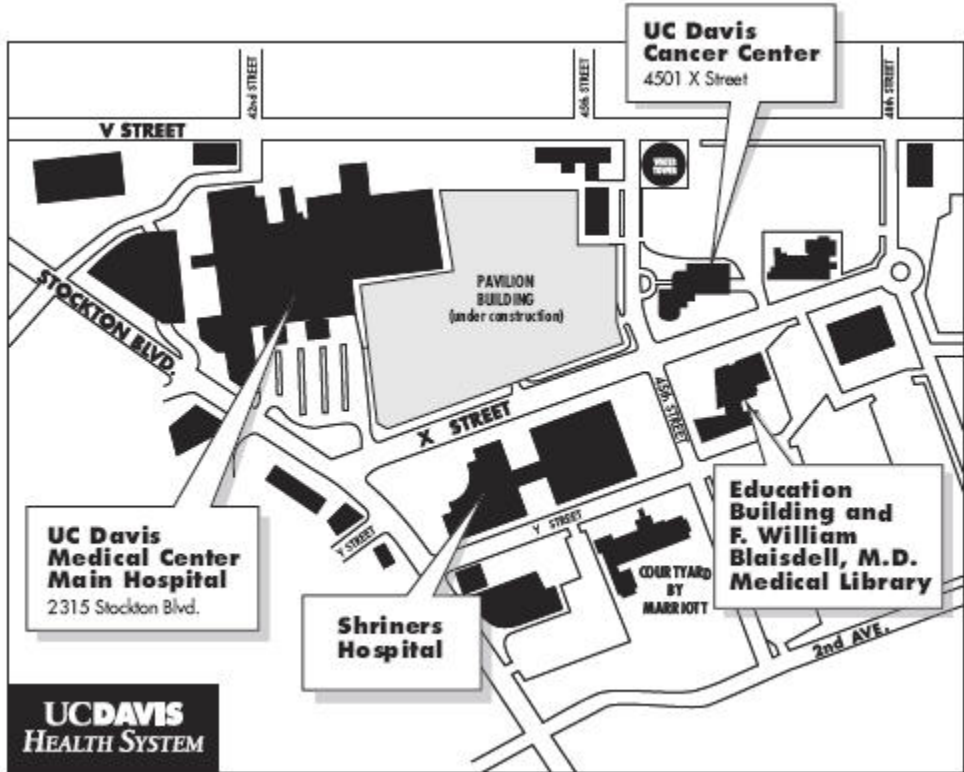 UC Davis
Cancer Center
4501 X Street
42nd STREET
45th STREET
48th STREET
V STREET
WATER
TOWER
STOCKTON BLVD.
PAVILION
BUILDING
(under construction)
X STREET
45th STREET
UC Davis
Medical Center
Main Hospital
2315 Stockton Blvd.
Y STREET
Y STREET
Education
Building and
F. William
Blaisdell, M.D.
Medical Library
COURTYARD
BY
MARRIOTT
Shriners
Hospital
2nd AVE.
UCDAVIS
HEALTH SYSTEM